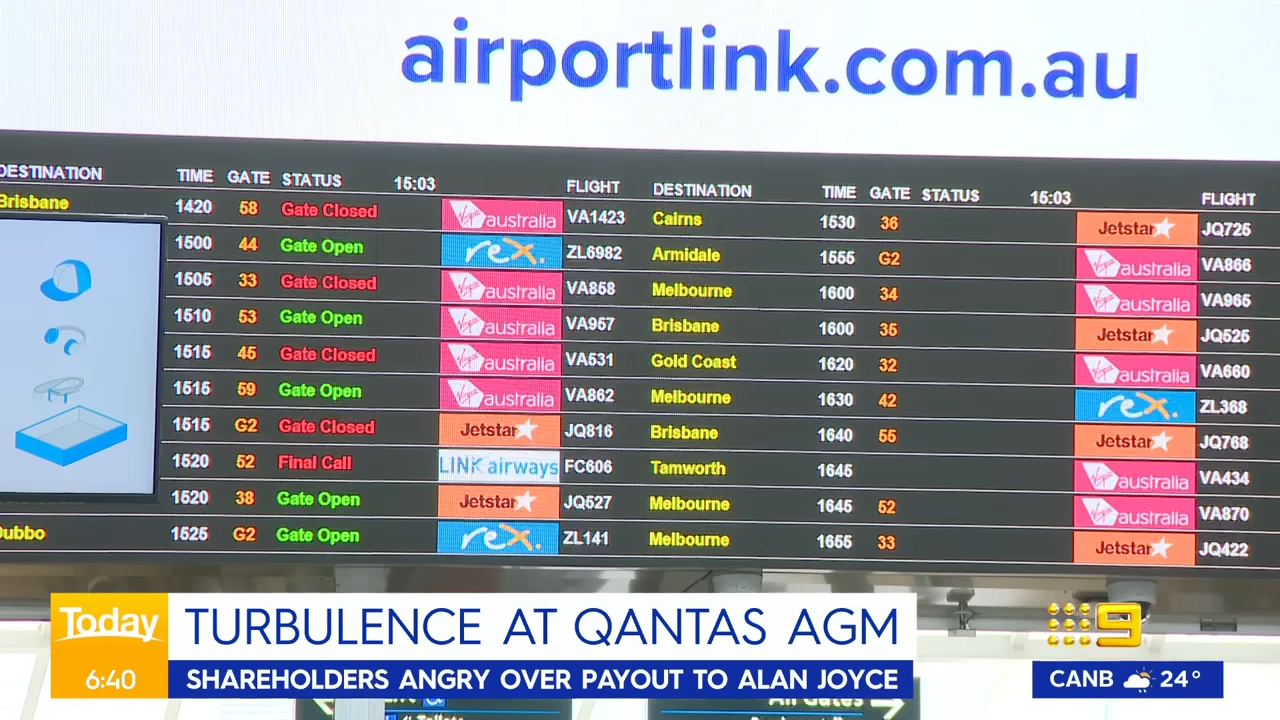 airportlink.com.au
DESTINATION TIME GATE STATUS 15:03 FLIGHT DESTINATION TIME GATE STATUS 15:03 FLIGHT
Brisbane 1420 58 Gate Closed Virgin australia VA1423 Cairns 1530 36 Jetstar JQ725
1500 44 Gate Open rex. ZL6982 Armidale 1555 G2 Virgin australia VA866
1505 33 Gate Closed Virgin australia VA858 Melbourne 1600 34 Virgin australia VA965
1510 53 Gate Open Virgin australia VA957 Brisbane 1600 35 Jetstar JQ525
1515 45 Gate Closed Virgin australia VA531 Gold Coast 1620 32 Virgin australia VA660
1515 59 Gate Open Virgin australia VA862 Melbourne 1630 42 rex. ZL368
1515 G2 Gate Closed Jetstar JQ816 Brisbane 1640 55 Jetstar JQ768
1520 52 Final Call LINK airways FC606 Tamworth 1645 Virgin australia VA434
1520 38 Gate Open Jetstar JQ527 Melbourne 1645 52 Virgin australia VA870
Dubbo 1525 G2 Gate Open rex. ZL141 Melbourne 1655 33 Jetstar JQ422
Today
6:40
TURBULENCE AT QANTAS AGM
SHAREHOLDERS ANGRY OVER PAYOUT TO ALAN JOYCE
9
CANB 24°
All Gates